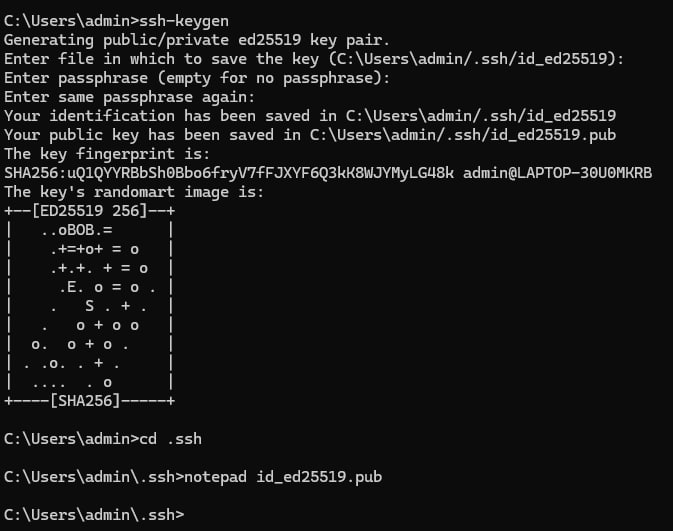 C:\Users\admin>ssh-keygen
Generating public/private ed25519 key pair.
Enter file in which to save the key (C:\Users\admin/.ssh/id_ed25519):
Enter passphrase (empty for no passphrase):
Enter same passphrase again:
Your identification has been saved in C:\Users\admin/.ssh/id_ed25519
Your public key has been saved in C:\Users\admin/.ssh/id_ed25519.pub
The key fingerprint is:
SHA256:uQ1QYYRBbSh0Bbo6fryV7fFJXYF6Q3kK8WJYMyLG48k admin@LAPTOP-30U0MKRB
The key's randomart image is:
+--[ED25519 256]--+
|   ..oBOB.=      |
|    .+=+o+ = o   |
|    .+.+. + = o  |
|     .E. o = o . |
|    .   S . + .  |
|   .   o + o o   |
|  o.  o + o .    |
| . .o. . + .     |
|  ....  . o      |
+----[SHA256]-----+
C:\Users\admin>cd .ssh
C:\Users\admin\.ssh>notepad id_ed25519.pub
C:\Users\admin\.ssh>